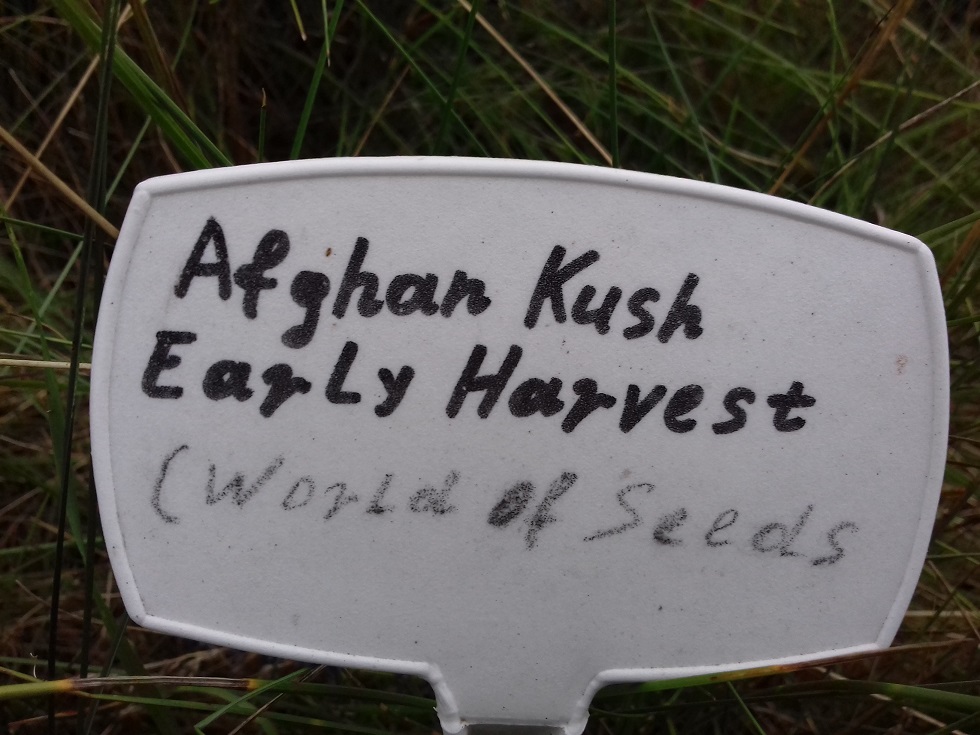 Afghan Kush
Early Harvest
(World of Seeds